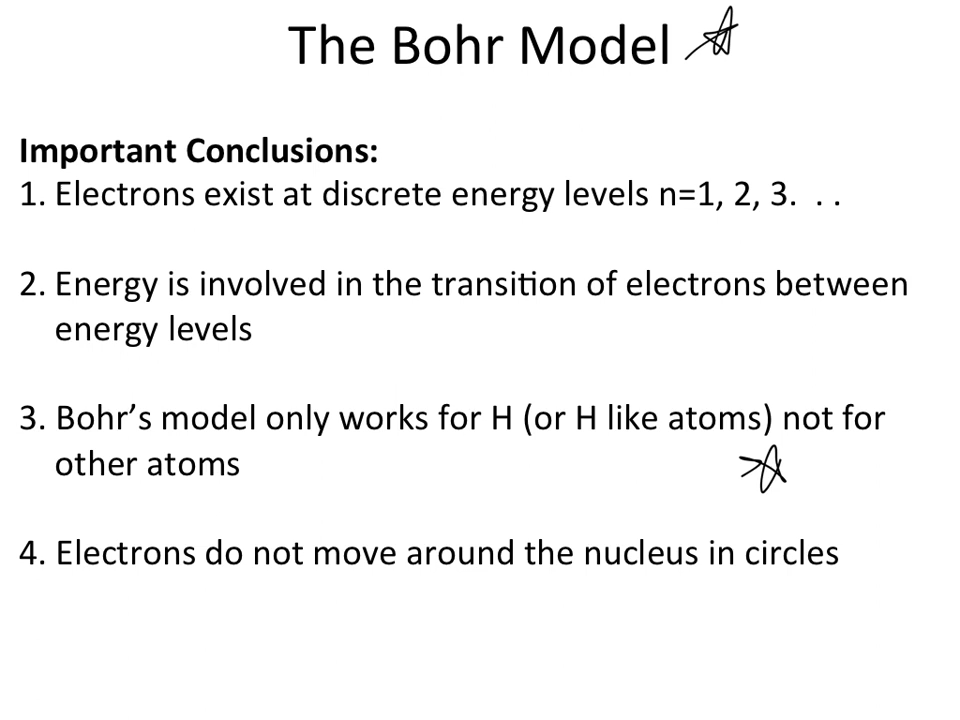 The Bohr Model
Important Conclusions:
1. Electrons exist at discrete energy levels n=1, 2, 3.  . .
2. Energy is involved in the transition of electrons between
energy levels
3. Bohr’s model only works for H (or H like atoms) not for
other atoms
4. Electrons do not move around the nucleus in circles